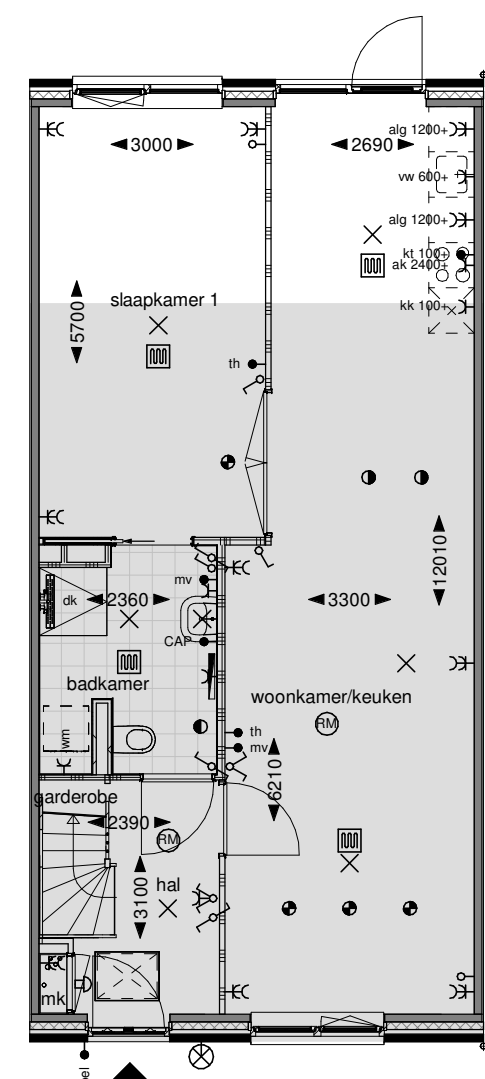 alg 1200+
3000
2690
vw 600+
alg 1200+
kt 100+
ak 2400+
slaapkamer 1
kk 100+
5700
th
12010
mv
dk
2360
3300
CAP
badkamer
woonkamer/keuken
RM
wm
th
mv
6210
garderobe
2390
RM
3100
hal
mk
bel